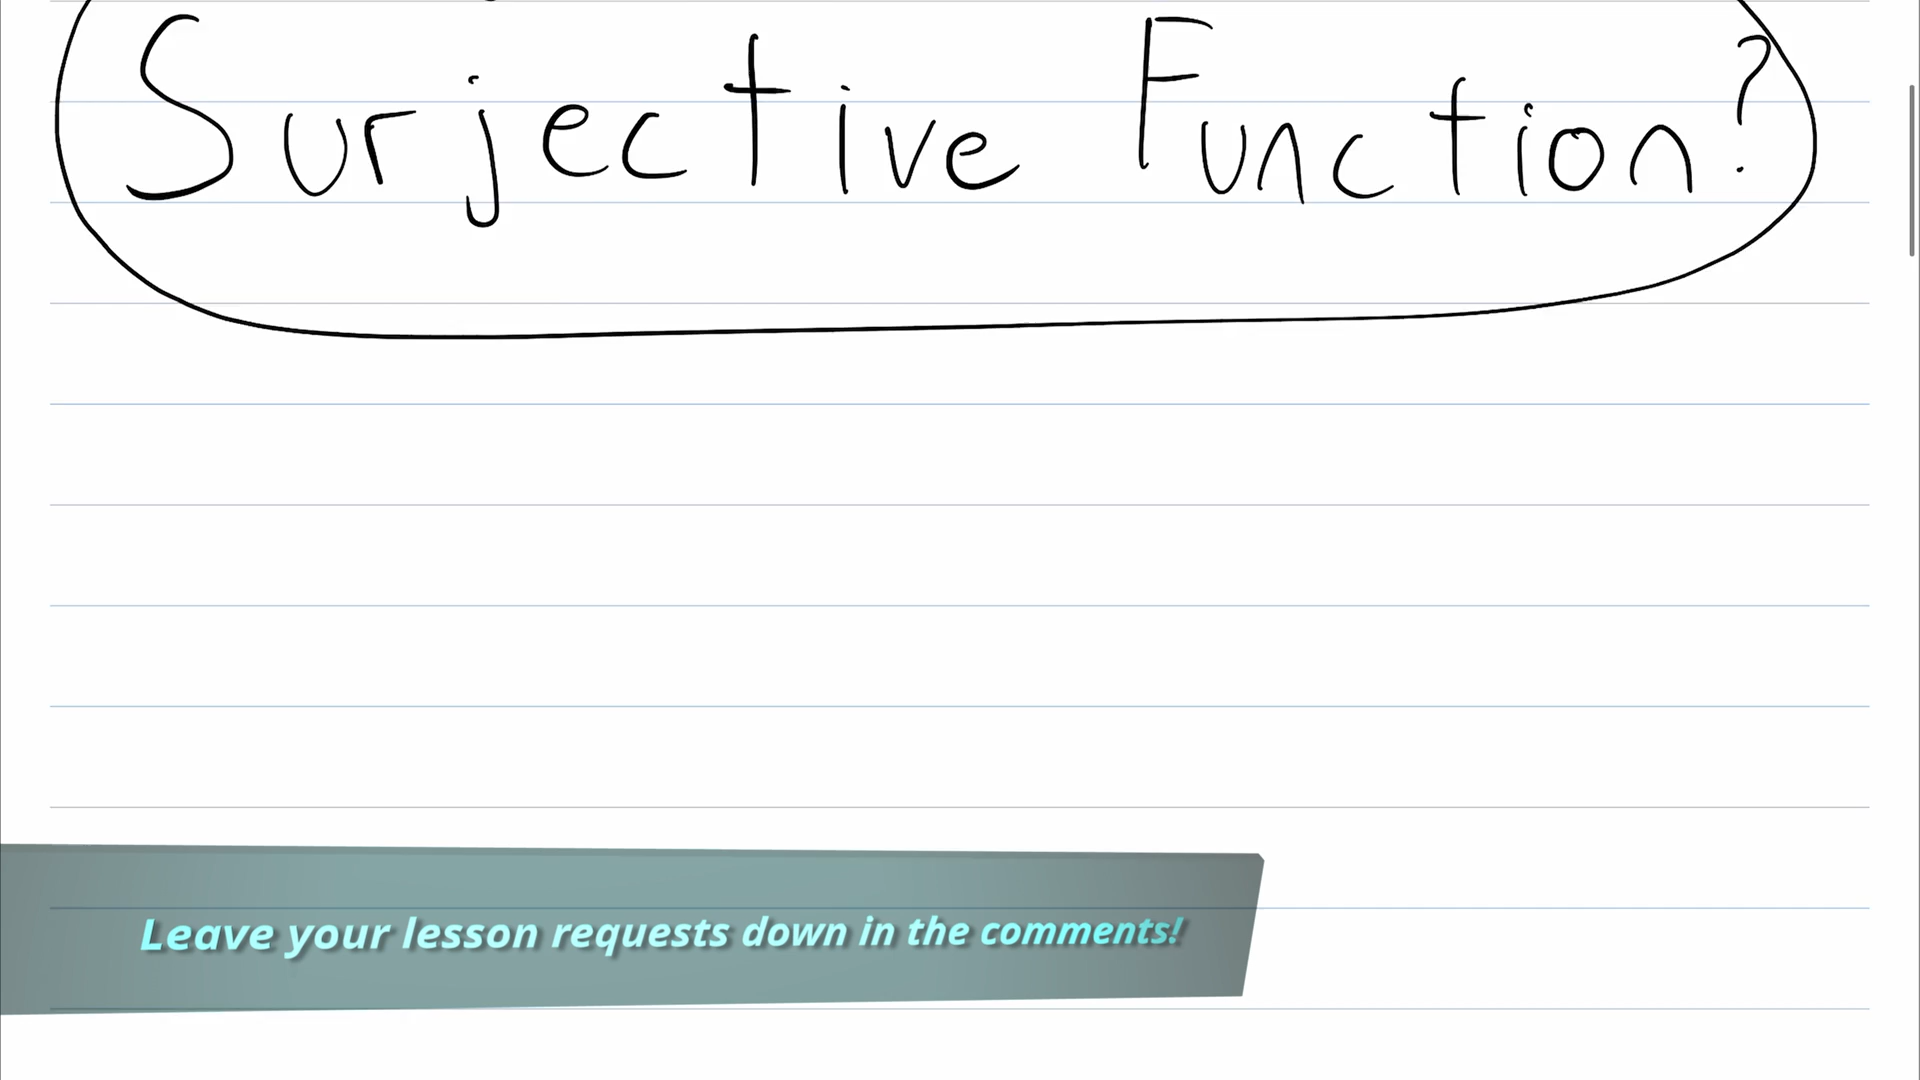 Surjective Function?
Leave your lesson requests down in the comments!